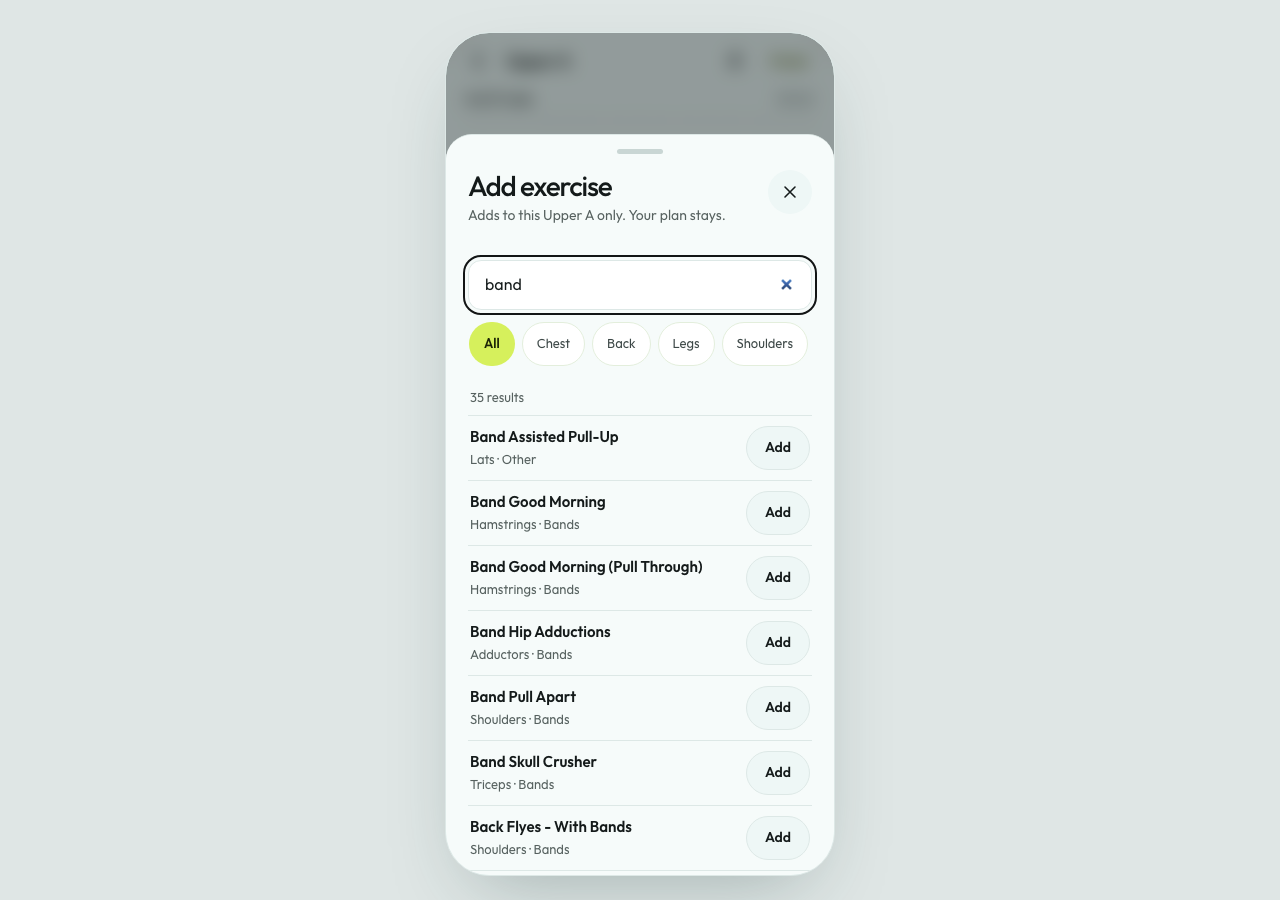 Add exercise
Adds to this Upper A only. Your plan stays.
band
All Chest Back Legs Shoulders
35 results
Band Assisted Pull-Up
Lats · Other
Add
Band Good Morning
Hamstrings · Bands
Add
Band Good Morning (Pull Through)
Hamstrings · Bands
Add
Band Hip Adductions
Adductors · Bands
Add
Band Pull Apart
Shoulders · Bands
Add
Band Skull Crusher
Triceps · Bands
Add
Back Flyes - With Bands
Shoulders · Bands
Add